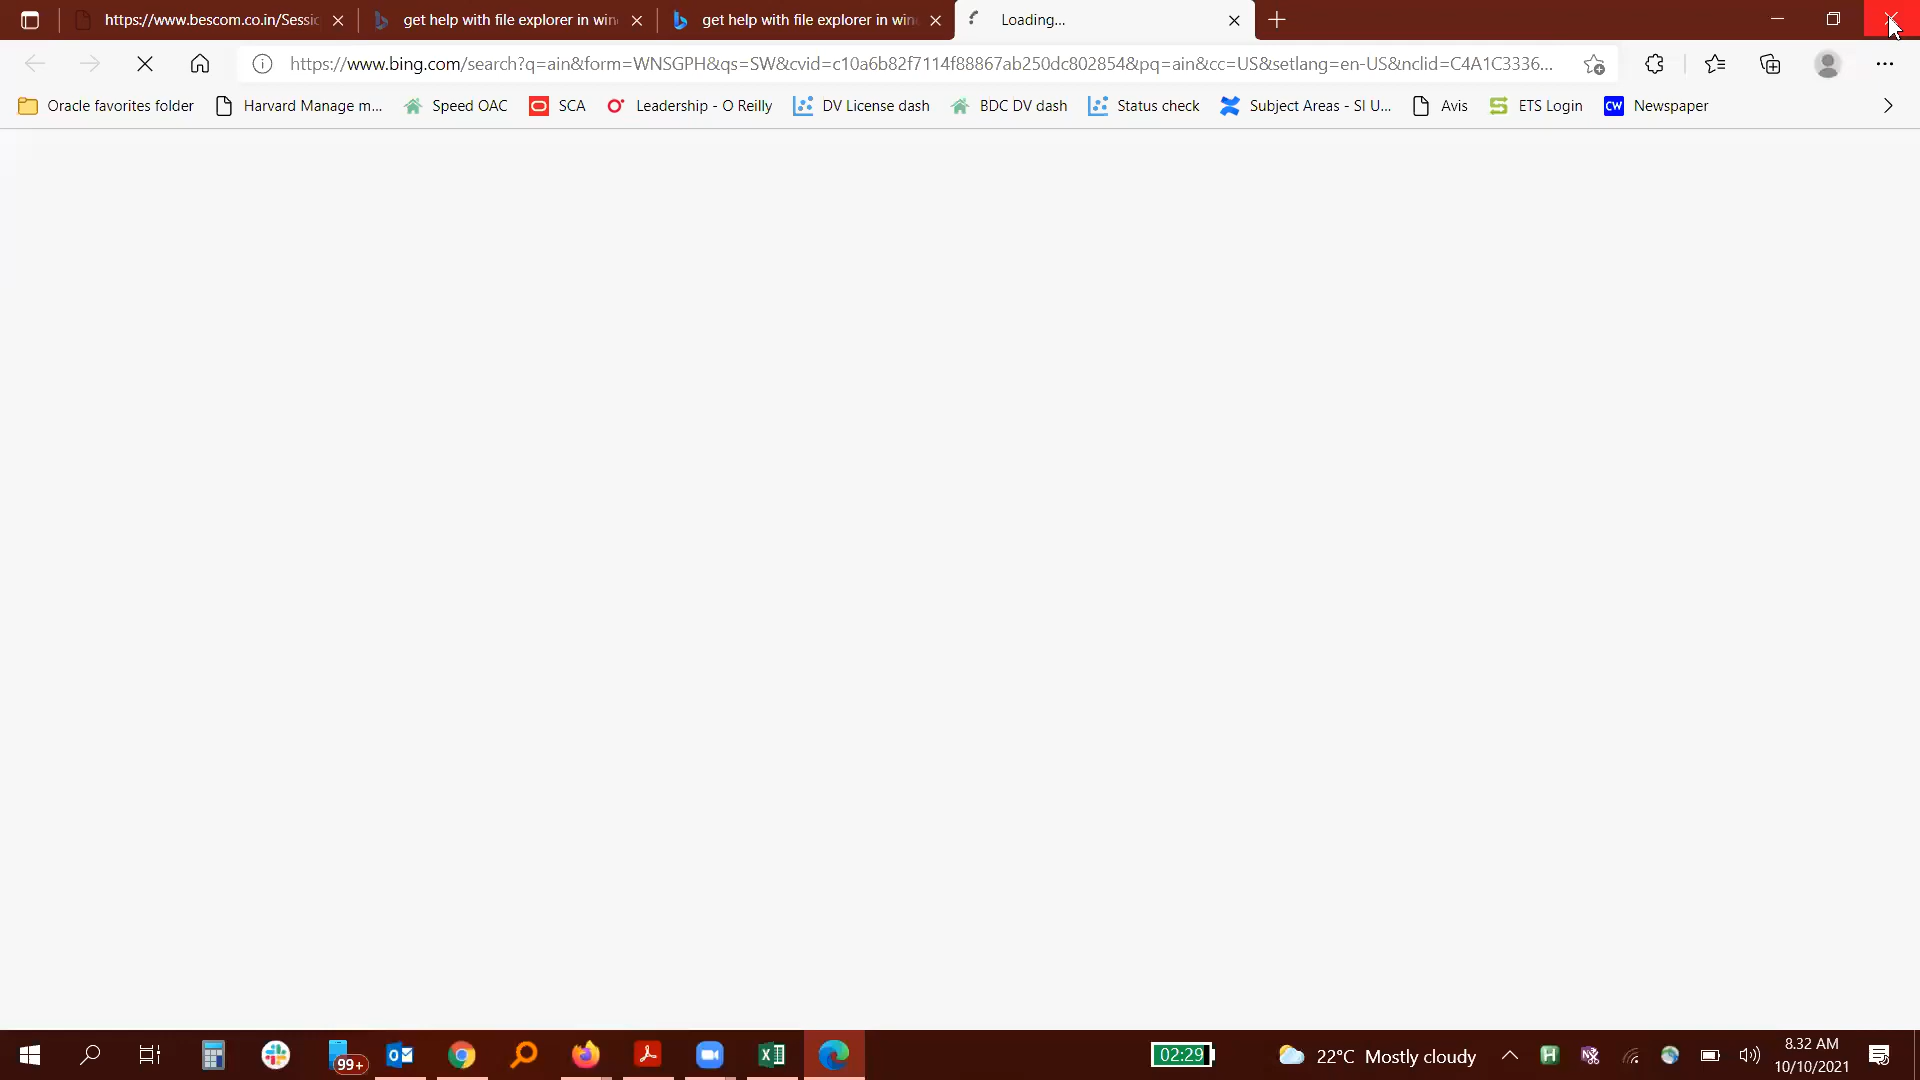 https://www.bescom.co.in/Sessi
get help with file explorer in win
get help with file explorer in win
Loading...
https://www.bing.com/search?q=ain&form=WNSGPH&qs=SW&cvid=c10a6b82f7114f88867ab250dc802854&pq=ain&cc=US&setlang=en-US&nclid=C4A1C3336...
Oracle favorites folder
Harvard Manage m...
Speed OAC
SCA
Leadership - O Reilly
DV License dash
BDC DV dash
Status check
Subject Areas - SI U...
Avis
ETS Login
CW
Newspaper
99+
02:29
22°C Mostly cloudy
8.32 AM
10/10/2021